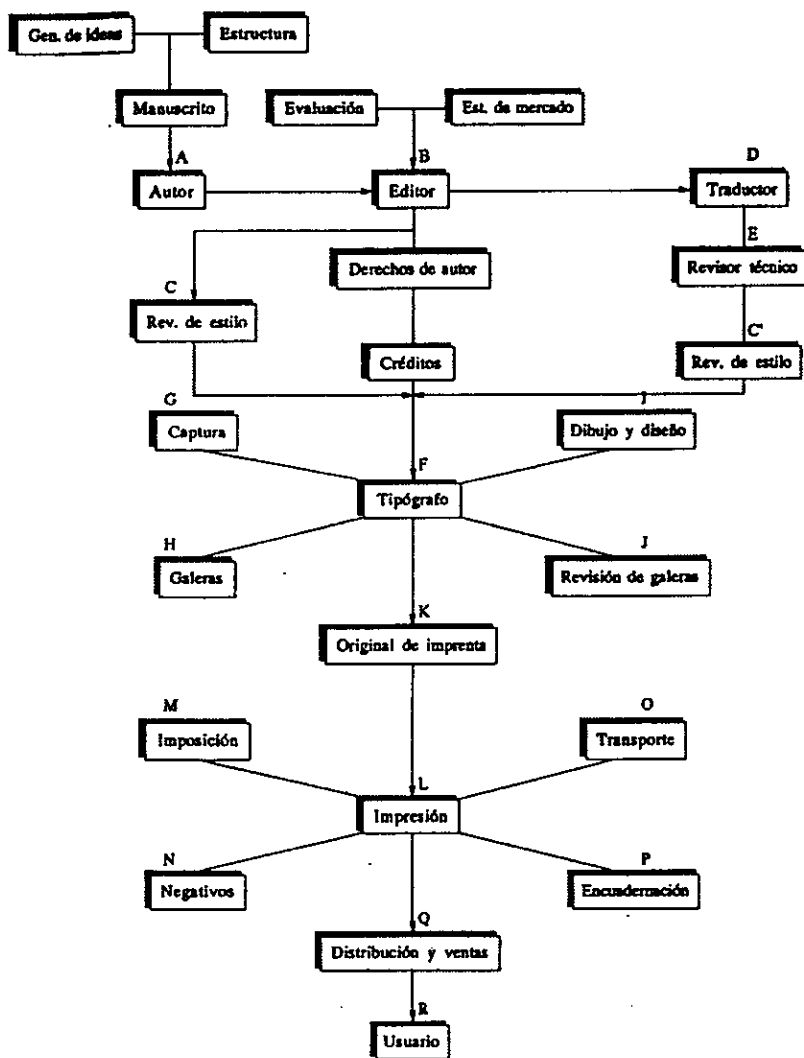 Gen. de ideas
Estructura
Manuscrito
Evaluación
Est. de mercado
A
B
D
Autor
Editor
Traductor
E
Derechos de autor
Revisor técnico
C
Rev. de estilo
C'
Créditos
Rev. de estilo
G
J
Captura
Dibujo y diseño
F
Tipógrafo
H
J
Galeras
Revisión de galeras
K
Original de imprenta
M
O
Imposición
Transporte
L
Impresión
N
P
Negativos
Encuadernación
Q
Distribución y ventas
R
Usuario